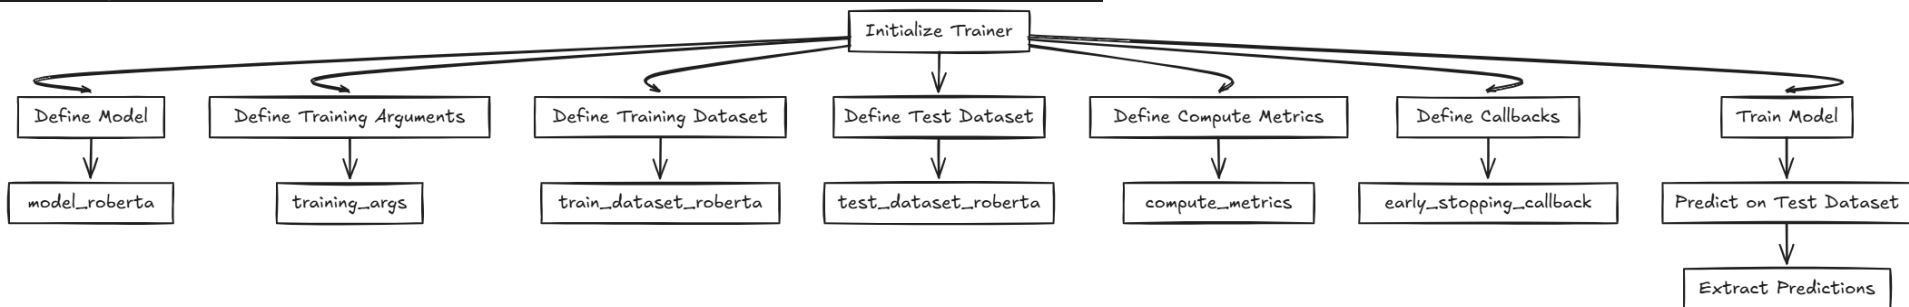 Initialize Trainer
Define Model
Define Training Arguments
Define Training Dataset
Define Test Dataset
Define Compute Metrics
Define Callbacks
Train Model
model_roberta
training_args
train_dataset_roberta
test_dataset_roberta
compute_metrics
early_stopping_callback
Predict on Test Dataset
Extract Predictions